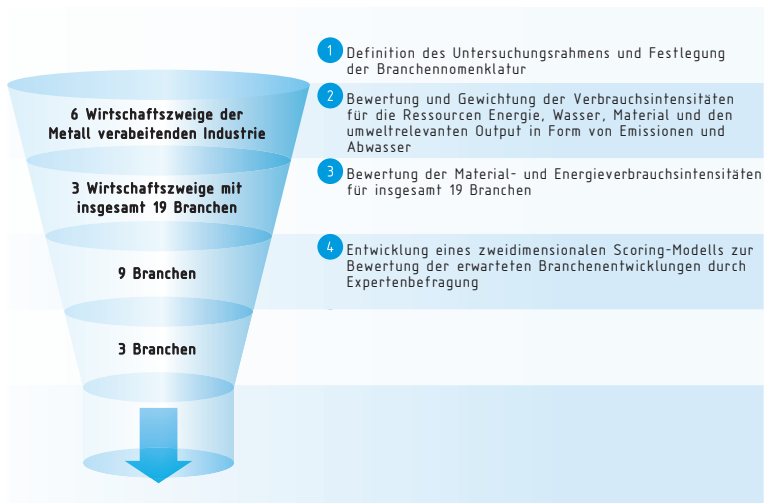 1 Definition des Untersuchungsrahmens und Festlegung
der Branchennomenklatur
6 Wirtschaftszweige der
Metall verabeitenden Industrie
2 Bewertung und Gewichtung der Verbrauchsintensitäten
für die Ressourcen Energie, Wasser, Material und den
umweltrelevanten Output in Form von Emissionen und
Abwasser
3 Wirtschaftszweige mit
insgesamt 19 Branchen
3 Bewertung der Material- und Energieverbrauchsintensitäten
für insgesamt 19 Branchen
9 Branchen
4 Entwicklung eines zweidimensionalen Scoring-Modells zur
Bewertung der erwarteten Branchenentwicklungen durch
Expertenbefragung
3 Branchen